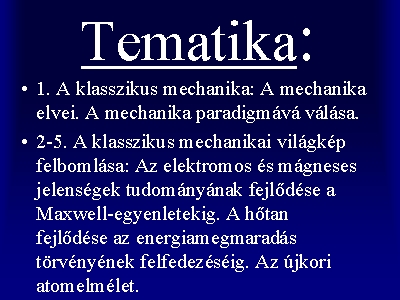 Tematika:
• 1. A klasszikus mechanika: A mechanika
elvei. A mechanika paradigmává válása.
• 2-5. A klasszikus mechanikai világkép
felbomlása: Az elektromos és mágneses
jelenségek tudományának fejlődése a
Maxwell-egyenletekig. A hőtan
fejlődése az energiamegmaradás
törvényének felfedezéséig. Az újkori
atomelmélet.